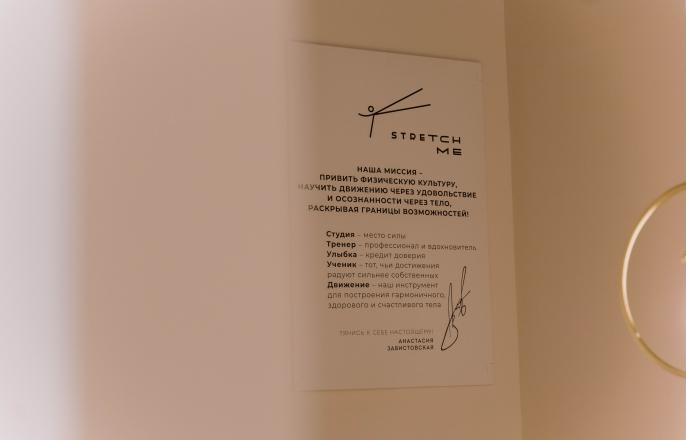 STRETCH
ME
НАША МИССИЯ –
ПРИВИТЬ ФИЗИЧЕСКУЮ КУЛЬТУРУ,
НАУЧИТЬ ДВИЖЕНИЮ ЧЕРЕЗ УДОВОЛЬСТВИЕ
И ОСОЗНАННОСТИ ЧЕРЕЗ ТЕЛО,
РАСКРЫВАЯ ГРАНИЦЫ ВОЗМОЖНОСТЕЙ!
Студия – место силы
Тренер – профессионал и вдохновитель
Улыбка – кредит доверия
Ученик – тот, чьи достижения
радуют сильнее собственных
Движение – наш инструмент
для построения гармоничного,
здорового и счастливого тела
ТЯНИСЬ К СЕБЕ НАСТОЯЩЕМУ!
АНАСТАСИЯ
ЗАВИСТОВСКАЯ